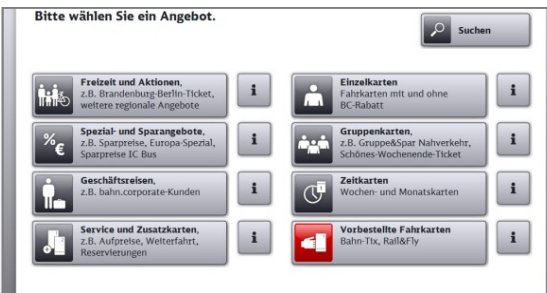 Bitte wählen Sie ein Angebot.
Suchen
Freizeit und Aktionen,
z.B. Brandenburg-Berlin-Ticket,
weitere regionale Angebote
i
Einzelkarten
Fahrkarten mit und ohne
BC-Rabatt
i
%
€
Spezial- und Sparangebote,
z.B. Sparpreise, Europa-Spezial,
Sparpreise IC Bus
i
Gruppenkarten,
z.B. Gruppe&Spar Nahverkehr,
Schönes-Wochenende-Ticket
i
Geschäftsreisen,
z.B. bahn.corporate-Kunden
i
Zeitkarten
Wochen- und Monatskarten
i
Service und Zusatzkarten,
z.B. Aufpreise, Weiterfahrt,
Reservierungen
i
Vorbestellte Fahrkarten
Bahn-Tix, Rail&Fly
i